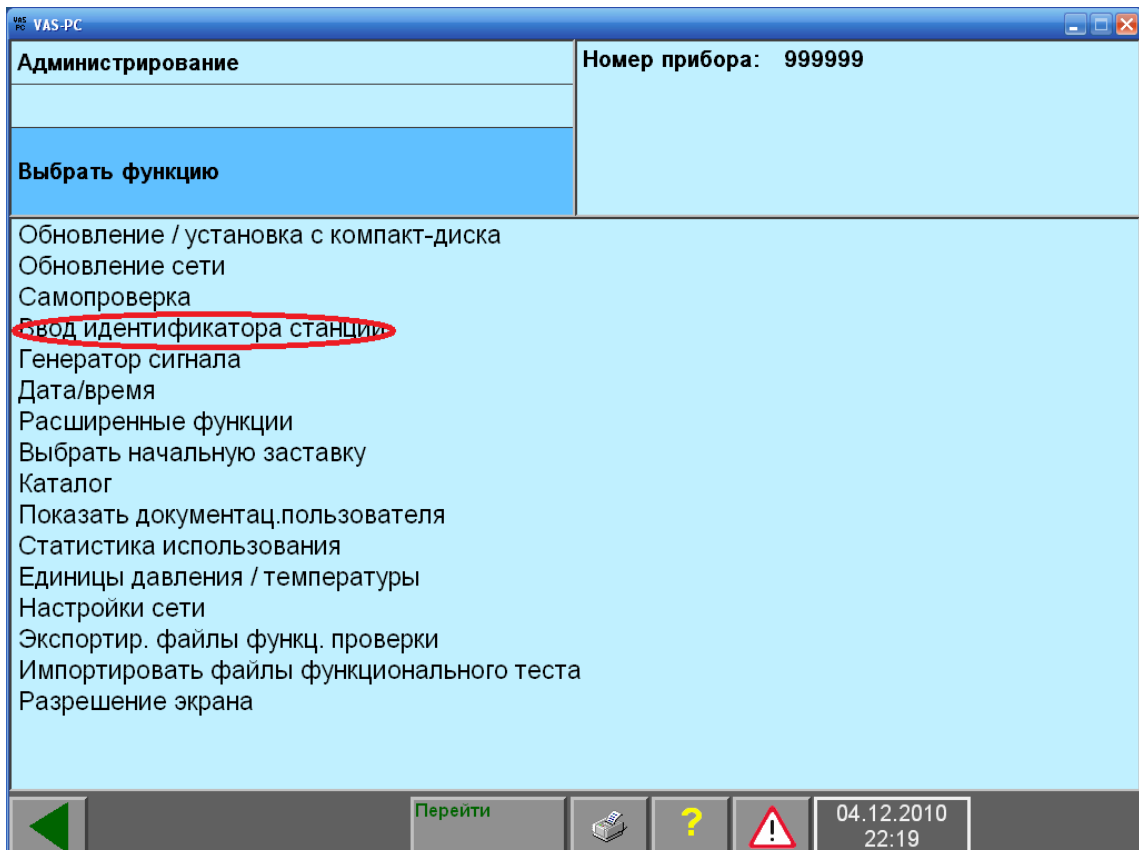 VAS PC VAS-PC
Администрирование
Номер прибора: 999999
Выбрать функцию
Обновление / установка с компакт-диска
Обновление сети
Самопроверка
Ввод идентификатора станции
Генератор сигнала
Дата/время
Расширенные функции
Выбрать начальную заставку
Каталог
Показать документац.пользователя
Статистика использования
Единицы давления / температуры
Настройки сети
Экспортир. файлы функц. проверки
Импортировать файлы функционального теста
Разрешение экрана
Перейти
?
!
04.12.2010
22:19